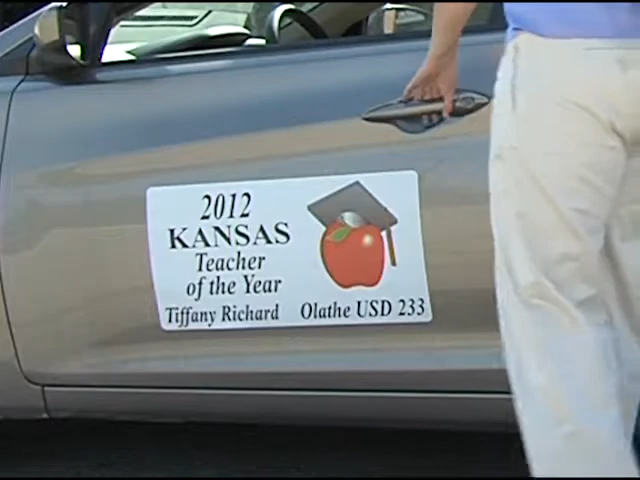 2012
KANSAS
Teacher
of the Year
Tiffany Richard Olathe USD 233